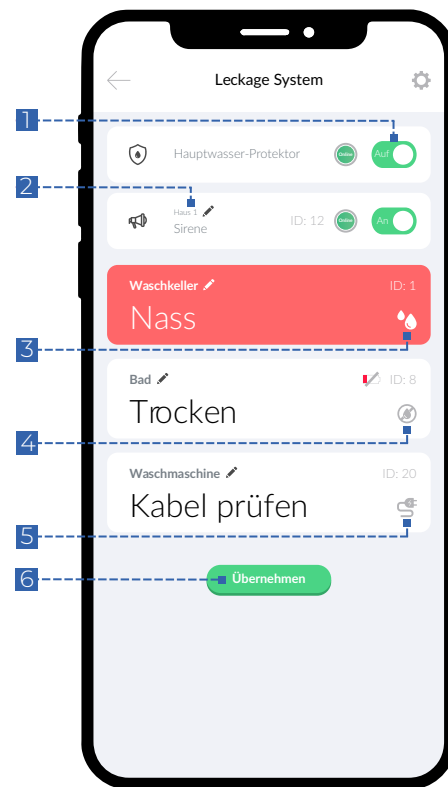 Leckage System
1
Hauptwasser-Protektor
Online
Auf
2
Haus 1
Sirene
ID: 12
Online
An
Waschkeller
ID: 1
Nass
3
Bad
ID: 8
Trocken
4
Waschmaschine
ID: 20
Kabel prüfen
5
6
Übernehmen